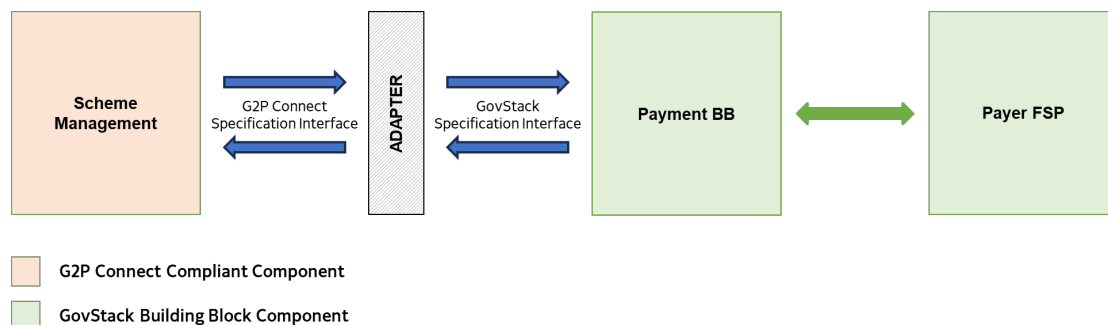 Scheme
Management
G2P Connect
Specification Interface
ADAPTER
GovStack
Specification Interface
Payment BB
Payer FSP
G2P Connect Compliant Component
GovStack Building Block Component